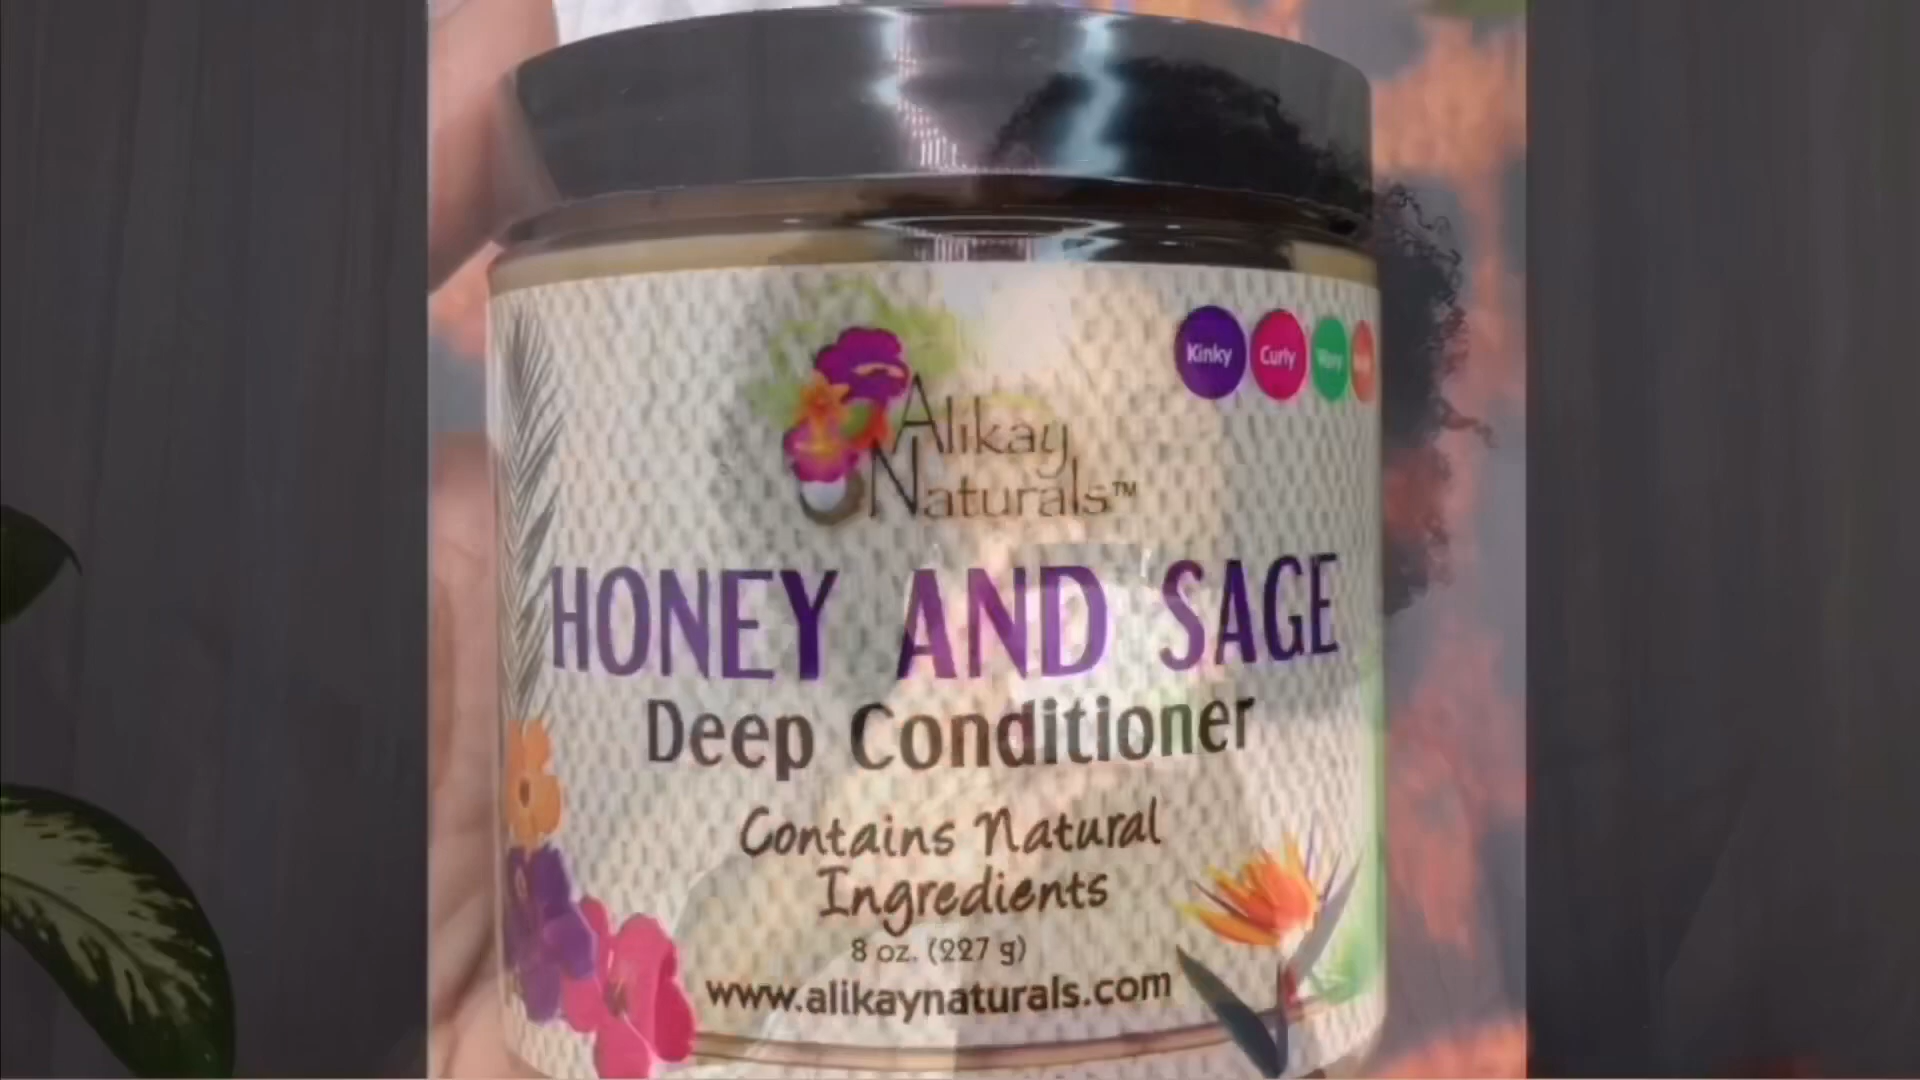 Kinky Curly Wavy
Alikay
Naturals™
HONEY AND SAGE
Deep Conditioner
Contains Natural
Ingredients
8 oz. (227 g)
www.alikaynaturals.com